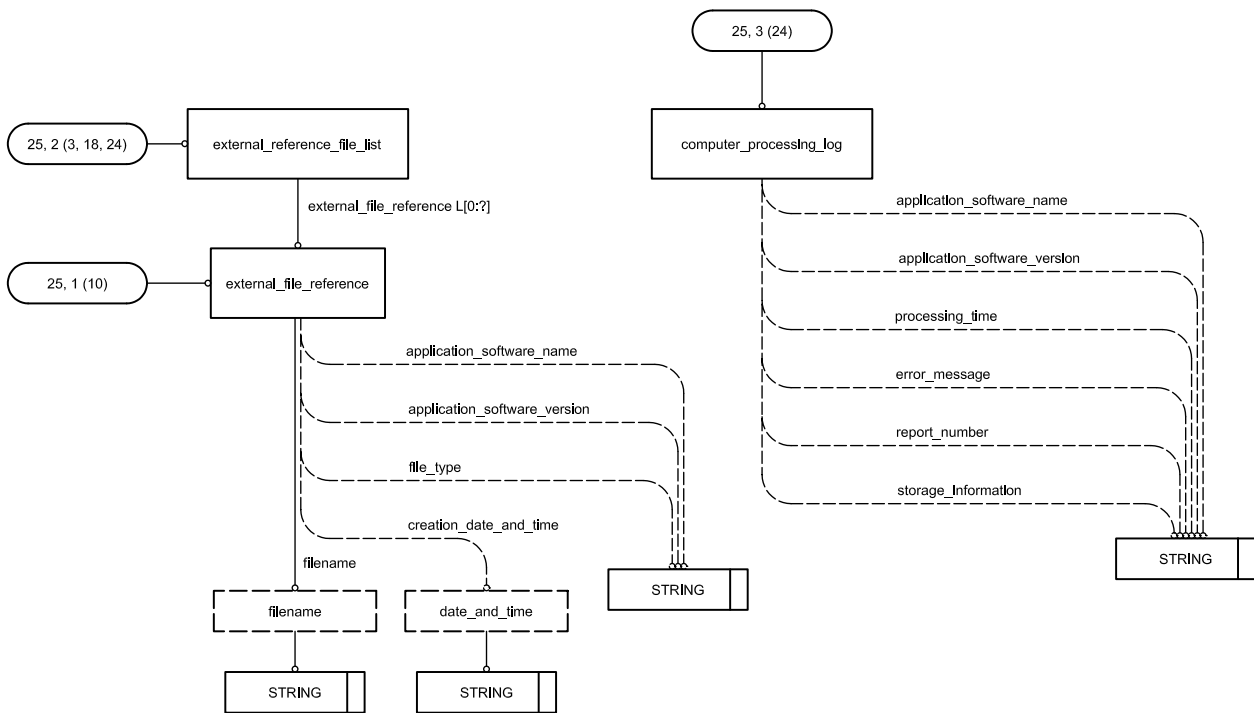 25, 3 (24)
25, 2 (3, 18, 24)
external_reference_file_list
computer_processing_log
external_file_reference L[0:?]
25, 1 (10)
external_file_reference
application_software_name
application_software_version
file_type
creation_date_and_time
filename
filename
date_and_time
STRING
STRING
STRING
application_software_name
application_software_version
processing_time
error_message
report_number
storage_information
STRING